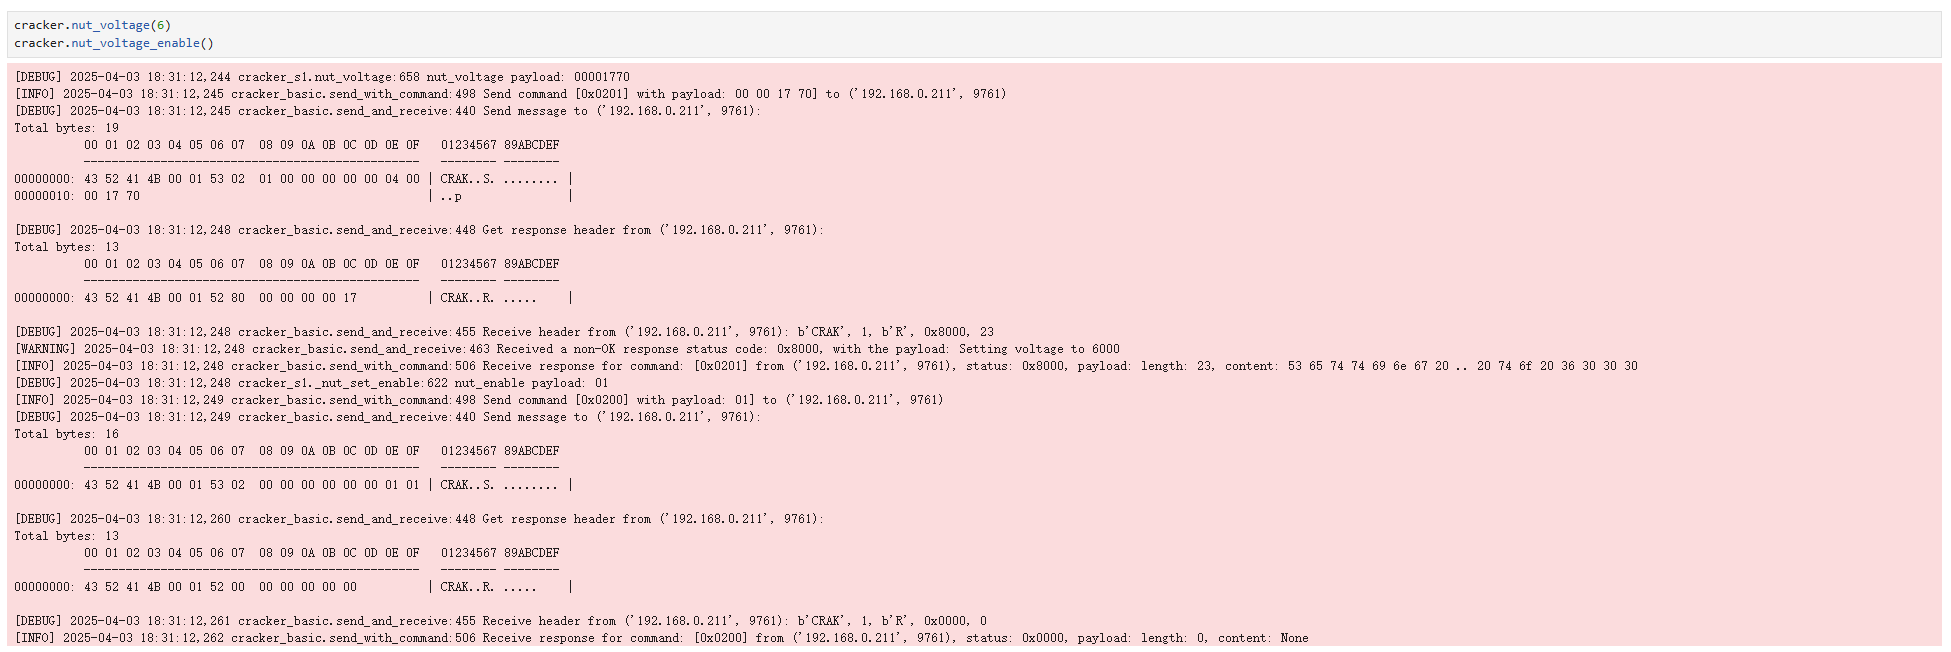 cracker.nut_voltage(6)
cracker.nut_voltage_enable()
[DEBUG] 2025-04-03 18:31:12,244 cracker_s1.nut_voltage:658 nut_voltage payload: 00001770
[INFO] 2025-04-03 18:31:12,245 cracker_basic.send_with_command:498 Send command [0x0201] with payload: 00 00 17 70] to ('192.168.0.211', 9761)
[DEBUG] 2025-04-03 18:31:12,245 cracker_basic.send_and_receive:440 Send message to ('192.168.0.211', 9761):
Total bytes: 19
00 01 02 03 04 05 06 07  08 09 0A 0B 0C 0D 0E 0F   01234567 89ABCDEF
------------------------------------------------   -------- --------
00000000: 43 52 41 4B 00 01 53 02  01 00 00 00 00 00 04 00 | CRAK..S. ........ |
00000010: 00 17 70                                         | ..p               |
[DEBUG] 2025-04-03 18:31:12,248 cracker_basic.send_and_receive:448 Get response header from ('192.168.0.211', 9761):
Total bytes: 13
00 01 02 03 04 05 06 07  08 09 0A 0B 0C 0D 0E 0F   01234567 89ABCDEF
------------------------------------------------   -------- --------
00000000: 43 52 41 4B 00 01 52 80  00 00 00 00 17          | CRAK..R. .....    |
[DEBUG] 2025-04-03 18:31:12,248 cracker_basic.send_and_receive:455 Receive header from ('192.168.0.211', 9761): b'CRAK', 1, b'R', 0x8000, 23
[WARNING] 2025-04-03 18:31:12,248 cracker_basic.send_and_receive:463 Received a non-OK response status code: 0x8000, with the payload: Setting voltage to 6000
[INFO] 2025-04-03 18:31:12,248 cracker_basic.send_with_command:506 Receive response for command: [0x0201] from ('192.168.0.211', 9761), status: 0x8000, payload: length: 23, content: 53 65 74 74 69 6e 67 20 .. 20 74 6f 20 36 30 30 30
[DEBUG] 2025-04-03 18:31:12,248 cracker_s1._nut_set_enable:622 nut_enable payload: 01
[INFO] 2025-04-03 18:31:12,249 cracker_basic.send_with_command:498 Send command [0x0200] with payload: 01] to ('192.168.0.211', 9761)
[DEBUG] 2025-04-03 18:31:12,249 cracker_basic.send_and_receive:440 Send message to ('192.168.0.211', 9761):
Total bytes: 16
00 01 02 03 04 05 06 07  08 09 0A 0B 0C 0D 0E 0F   01234567 89ABCDEF
------------------------------------------------   -------- --------
00000000: 43 52 41 4B 00 01 53 02  00 00 00 00 00 00 01 01 | CRAK..S. ........ |
[DEBUG] 2025-04-03 18:31:12,260 cracker_basic.send_and_receive:448 Get response header from ('192.168.0.211', 9761):
Total bytes: 13
00 01 02 03 04 05 06 07  08 09 0A 0B 0C 0D 0E 0F   01234567 89ABCDEF
------------------------------------------------   -------- --------
00000000: 43 52 41 4B 00 01 52 00  00 00 00 00 00          | CRAK..R. .....    |
[DEBUG] 2025-04-03 18:31:12,261 cracker_basic.send_and_receive:455 Receive header from ('192.168.0.211', 9761): b'CRAK', 1, b'R', 0x0000, 0
[INFO] 2025-04-03 18:31:12,262 cracker_basic.send_with_command:506 Receive response for command: [0x0200] from ('192.168.0.211', 9761), status: 0x0000, payload: length: 0, content: None